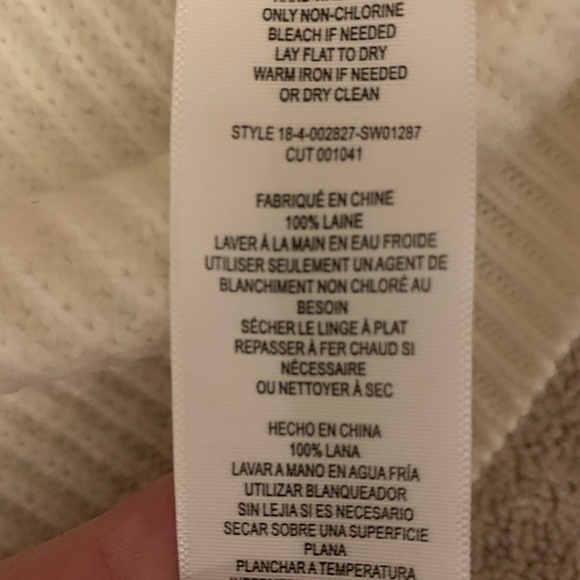 ONLY NON-CHLORINE
BLEACH IF NEEDED
LAY FLAT TO DRY
WARM IRON IF NEEDED
OR DRY CLEAN
STYLE 18-4-002827-SW01287
CUT 001041
FABRIQUÉ EN CHINE
100% LAINE
LAVER À LA MAIN EN EAU FROIDE
UTILISER SEULEMENT UN AGENT DE
BLANCHIMENT NON CHLORÉ AU
BESOIN
SÉCHER LE LINGE À PLAT
REPASSER À FER CHAUD SI
NÉCESSAIRE
OU NETTOYER À SEC
HECHO EN CHINA
100% LANA
LAVAR A MANO EN AGUA FRÍA
UTILIZAR BLANQUEADOR
SIN LEJIA SI ES NECESARIO
SECAR SOBRE UNA SUPERFICIE
PLANA
PLANCHAR A TEMPERATURA